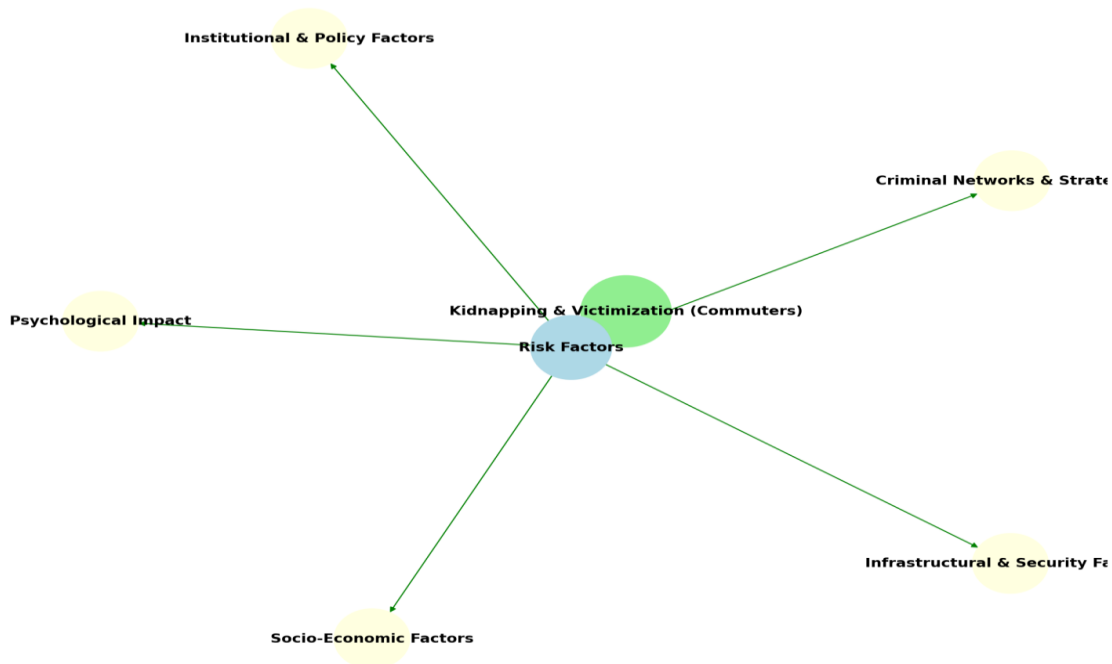 Institutional & Policy Factors
Criminal Networks & Strate
Kidnapping & Victimization (Commuters)
Psychological Impact
Risk Factors
Infrastructural & Security Fa
Socio-Economic Factors